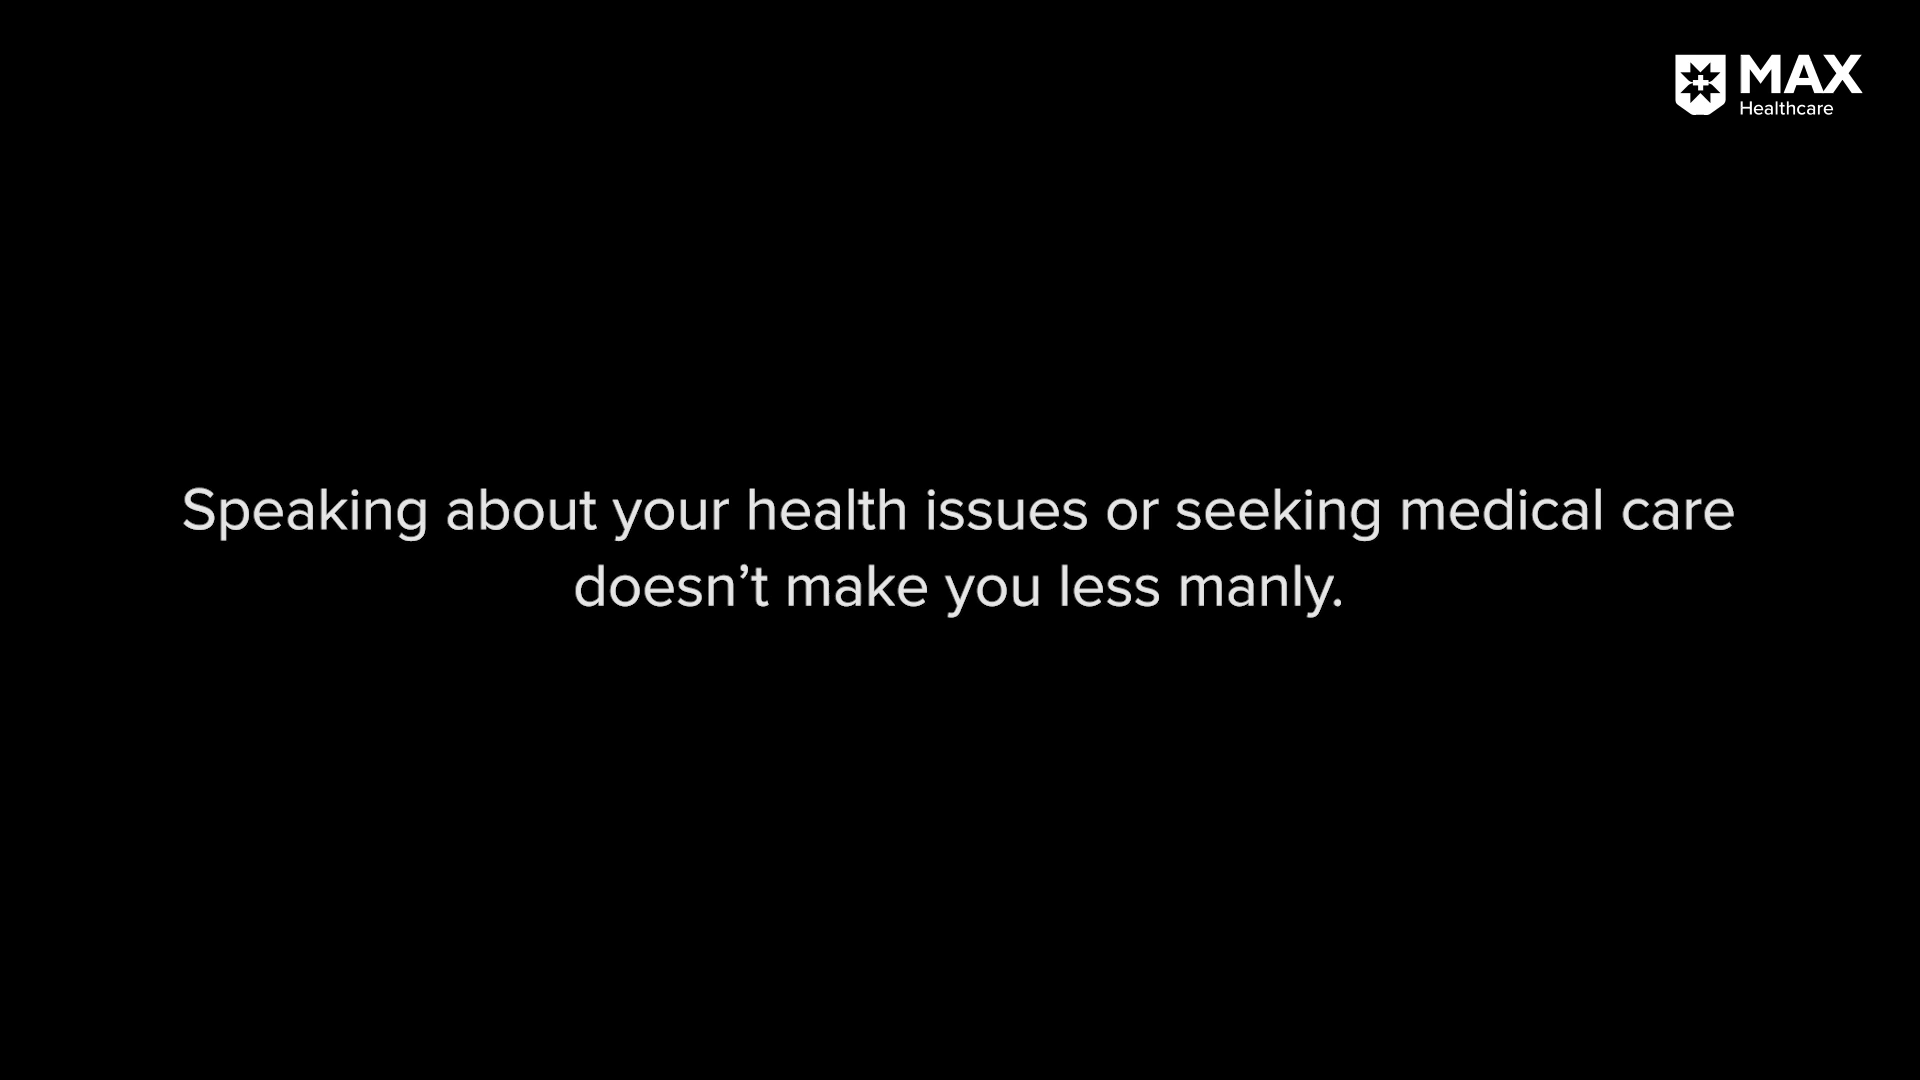 MAX
Healthcare
Speaking about your health issues or seeking medical care
doesn’t make you less manly.